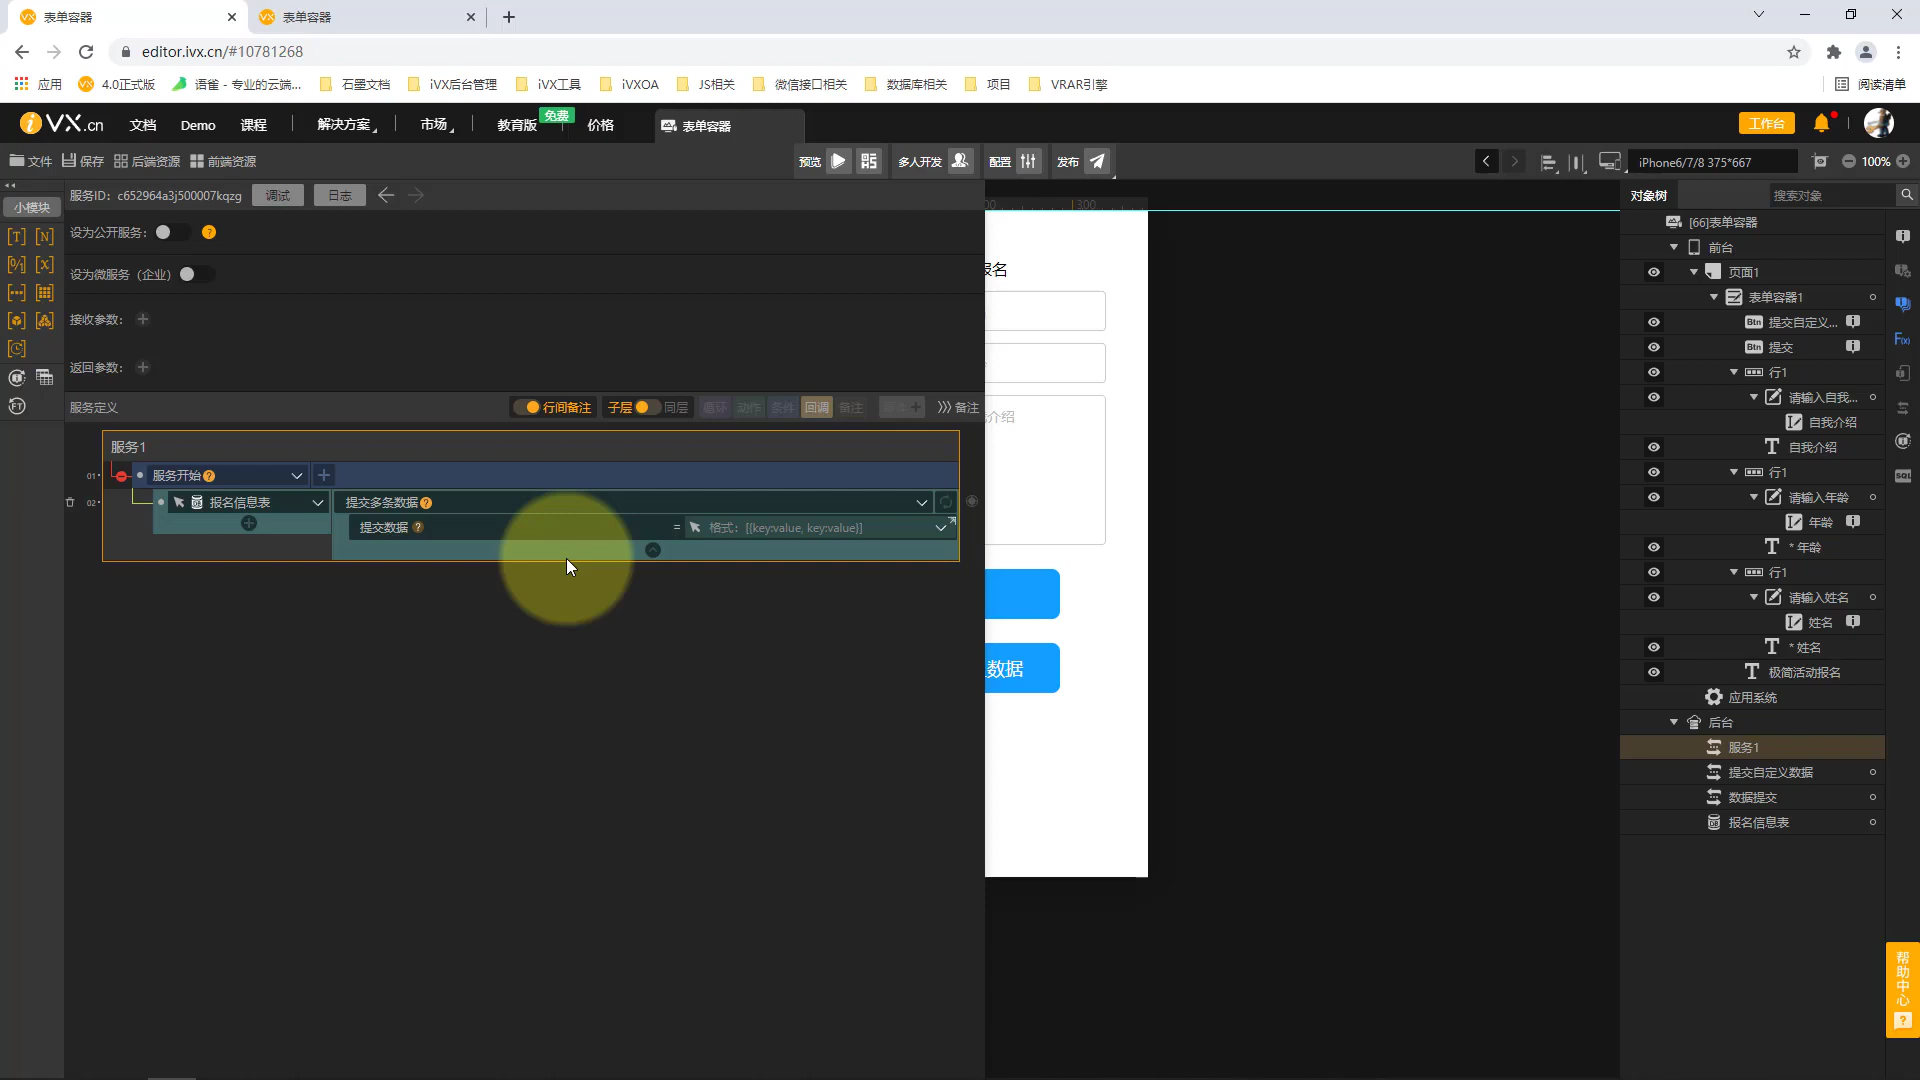 表单容器
表单容器
editor.ivx.cn/#10781268
应用
4.0正式版
语雀 - 专业的云端...
石墨文档
iVX后台管理
iVX工具
iVXOA
JS相关
微信接口相关
数据库相关
项目
VRAR引擎
阅读清单
VX.cn
文档
Demo
课程
解决方案
市场
教育版
免费
价格
表单容器
工作台
文件
保存
后端资源
前端资源
预览
多人开发
配置
发布
iPhone6/7/8 375*667
100%
小模块
服务ID: c652964a3j500007kqzg
调试
日志
设为公开服务:
设为微服务 (企业)
接收参数:
返回参数:
服务定义
行间备注
子层
同层
循环
动作
条件
回调
备注
备注
服务1
01
服务开始
02
报名信息表
提交多条数据
提交数据
=
格式: [{key:value, key:value}]
300
报名
介绍
数据
对象树
搜索对象
[66]表单容器
前台
页面1
表单容器1
Btn 提交自定义...
Btn 提交
行1
请输入自我...
自我介绍
自我介绍
行1
请输入年龄
年龄
* 年龄
行1
请输入姓名
姓名
* 姓名
极简活动报名
应用系统
后台
服务1
提交自定义数据
数据提交
报名信息表
F(x)
SQL
帮助中心